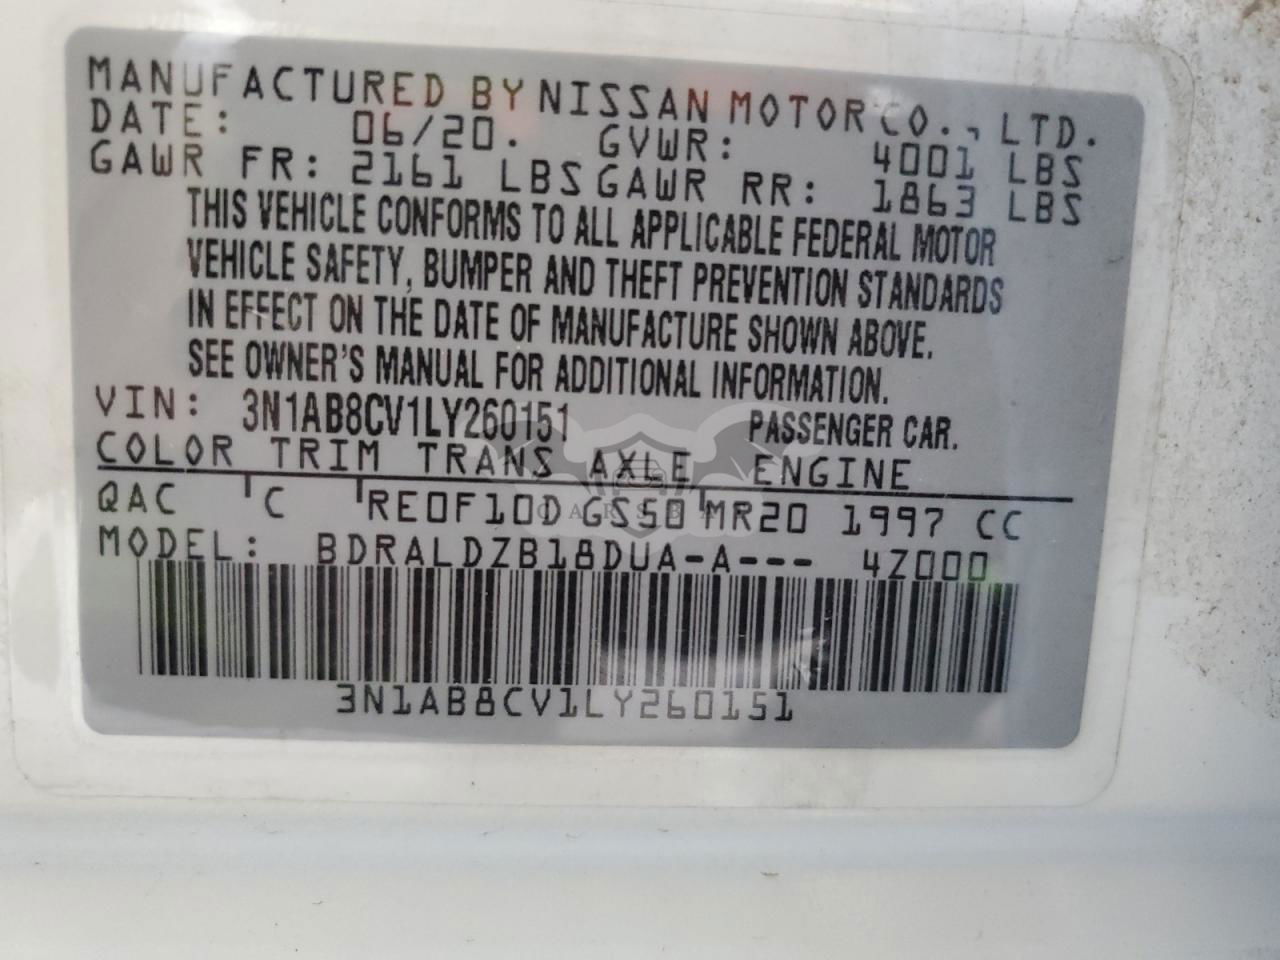 MANUFACTURED BY NISSAN MOTOR CO., LTD.
DATE: 06/20. GVWR: 4001 LBS
GAWR FR: 2161 LBS GAWR RR: 1863 LBS
THIS VEHICLE CONFORMS TO ALL APPLICABLE FEDERAL MOTOR
VEHICLE SAFETY, BUMPER AND THEFT PREVENTION STANDARDS
IN EFFECT ON THE DATE OF MANUFACTURE SHOWN ABOVE.
SEE OWNER'S MANUAL FOR ADDITIONAL INFORMATION.
VIN: 3N1AB8CV1LY260151 PASSENGER CAR.
COLOR TRIM TRANS AXLE ENGINE
QAC C RE0F10D GS50 MR20 1997 CC
MODEL: BDRALDZB18DUA-A--- 4Z000
3N1AB8CV1LY260151